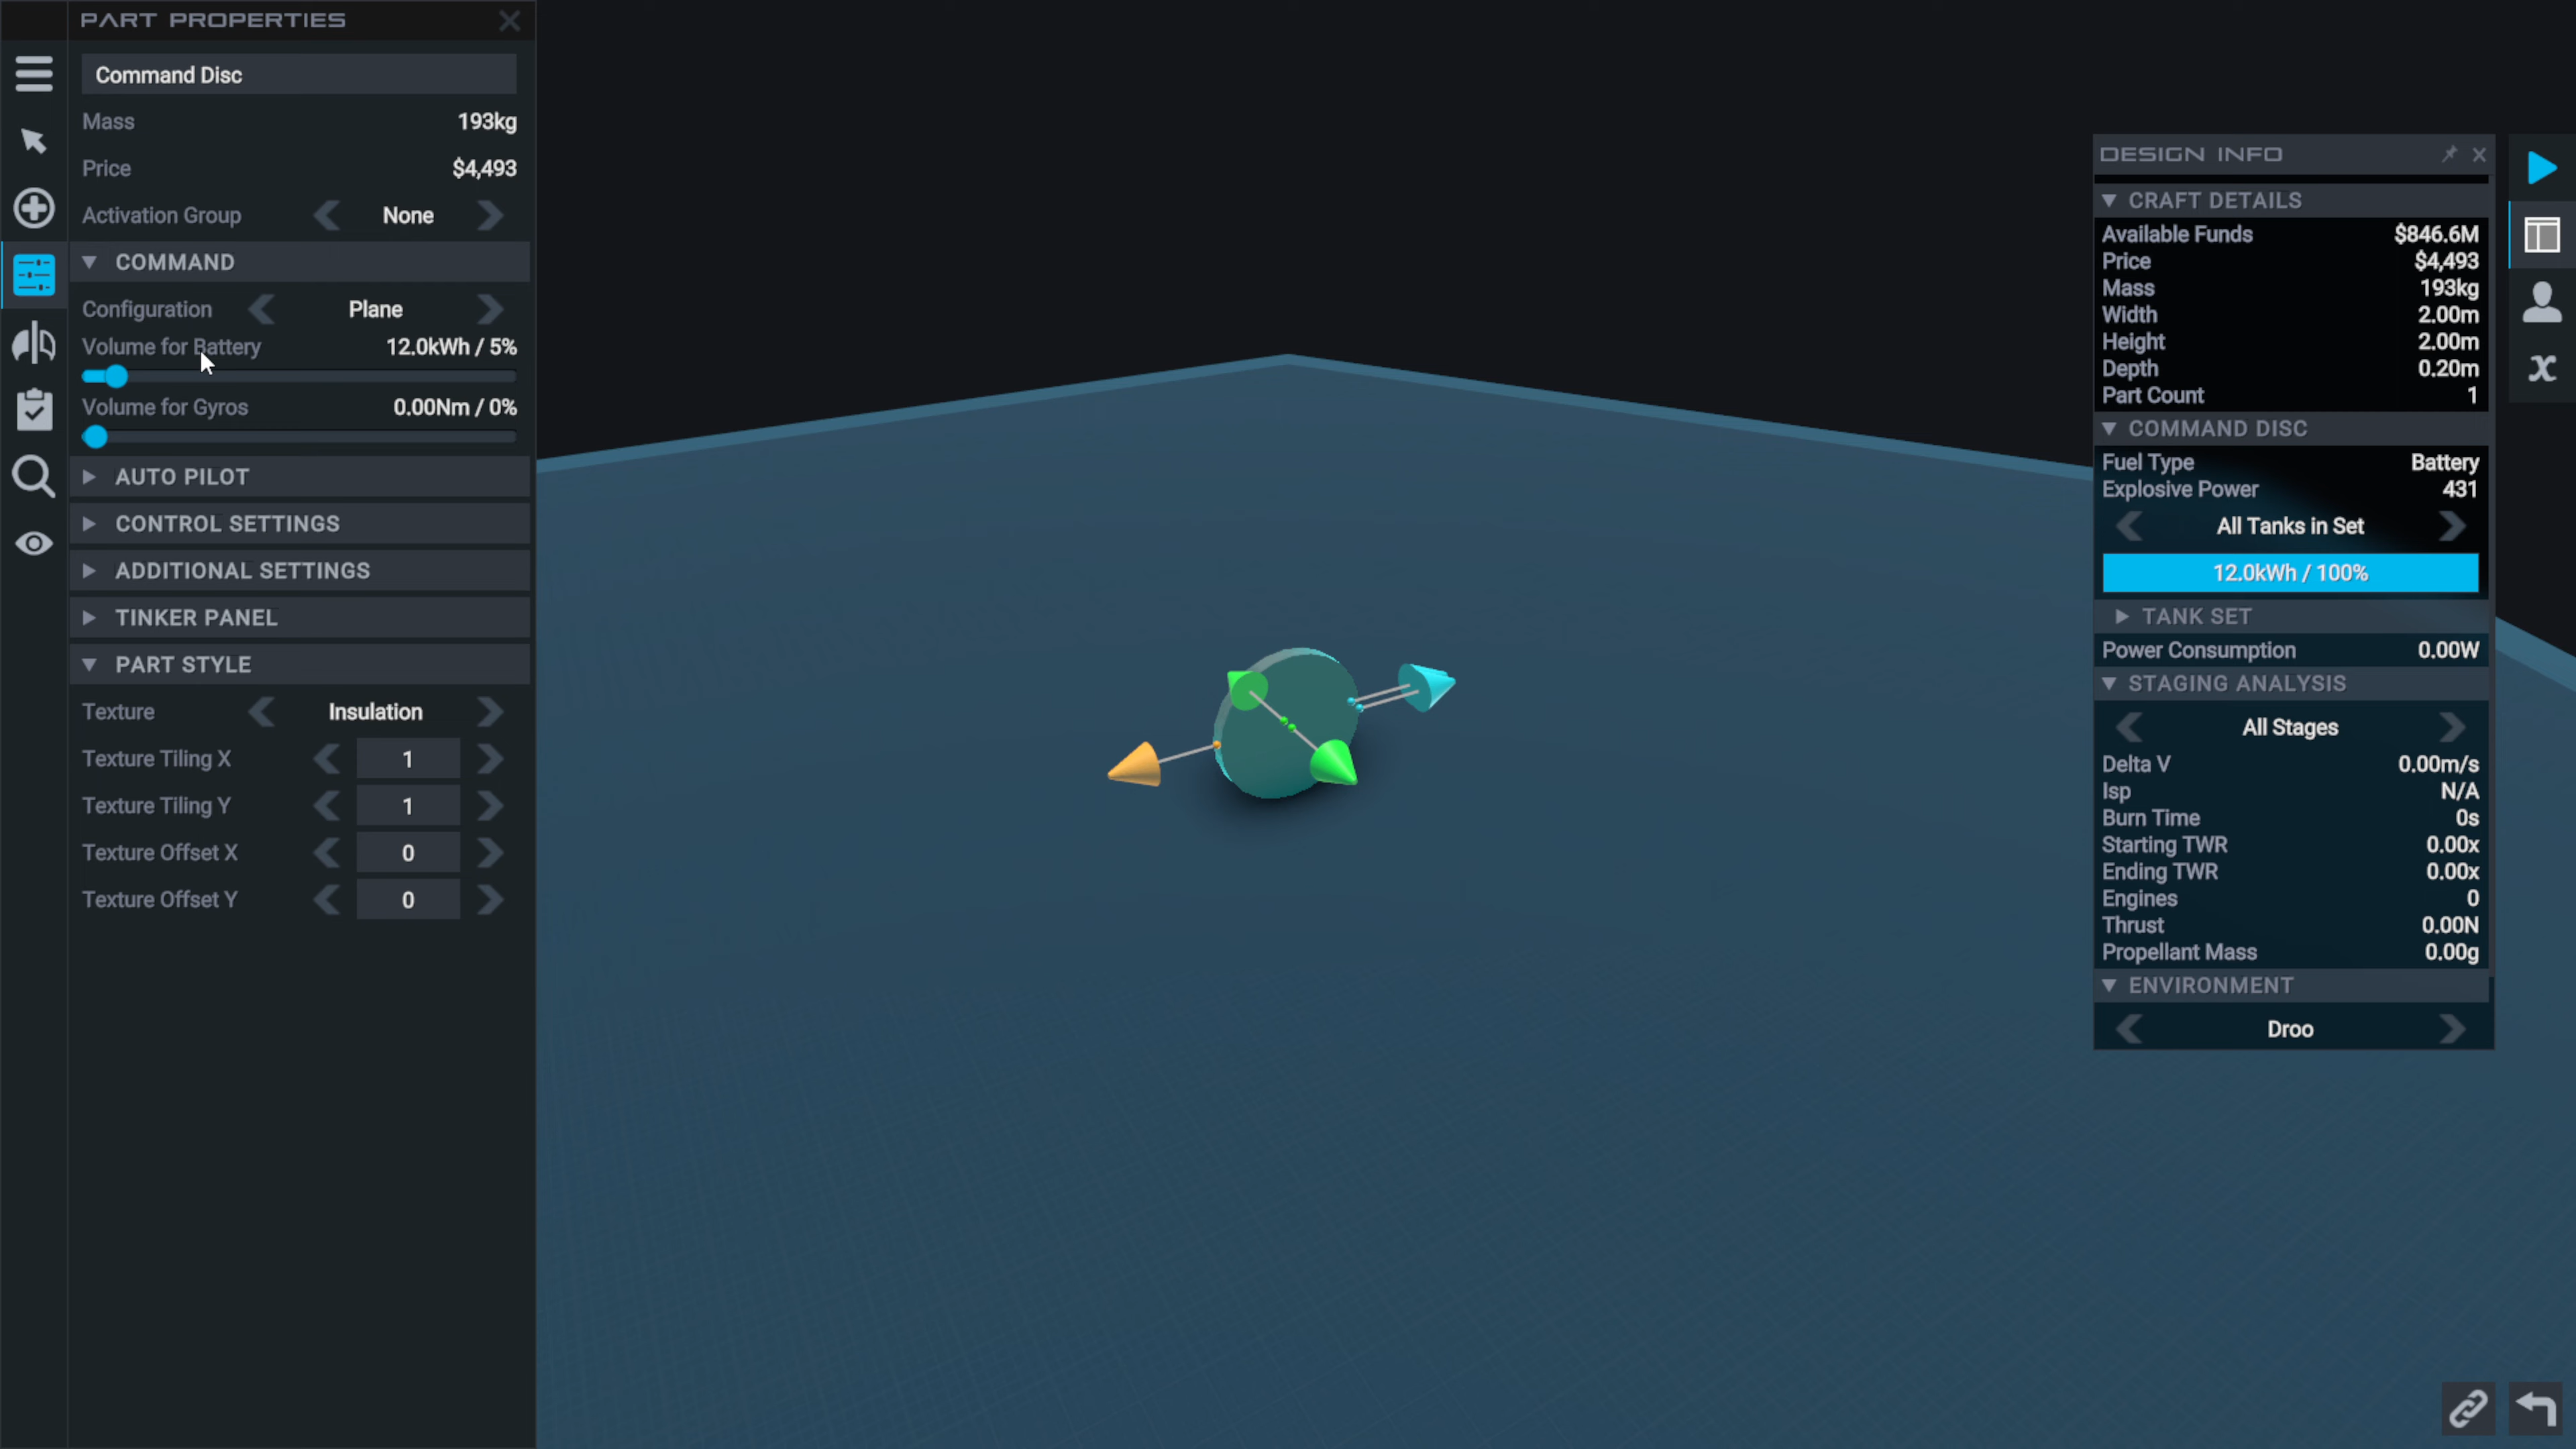 PART PROPERTIES
Command Disc
Mass 193kg
Price $4,493
Activation Group None
COMMAND
Configuration Plane
Volume for Battery 12.0kWh / 5%
Volume for Gyros 0.00Nm / 0%
AUTO PILOT
CONTROL SETTINGS
ADDITIONAL SETTINGS
TINKER PANEL
PART STYLE
Texture Insulation
Texture Tiling X 1
Texture Tiling Y 1
Texture Offset X 0
Texture Offset Y 0
DESIGN INFO
CRAFT DETAILS
Available Funds $846.6M
Price $4,493
Mass 193kg
Width 2.00m
Height 2.00m
Depth 0.20m
Part Count 1
COMMAND DISC
Fuel Type Battery
Explosive Power 431
All Tanks in Set
12.0kWh / 100%
TANK SET
Power Consumption 0.00W
STAGING ANALYSIS
All Stages
Delta V 0.00m/s
Isp N/A
Burn Time 0s
Starting TWR 0.00x
Ending TWR 0.00x
Engines 0
Thrust 0.00N
Propellant Mass 0.00g
ENVIRONMENT
Droo
x